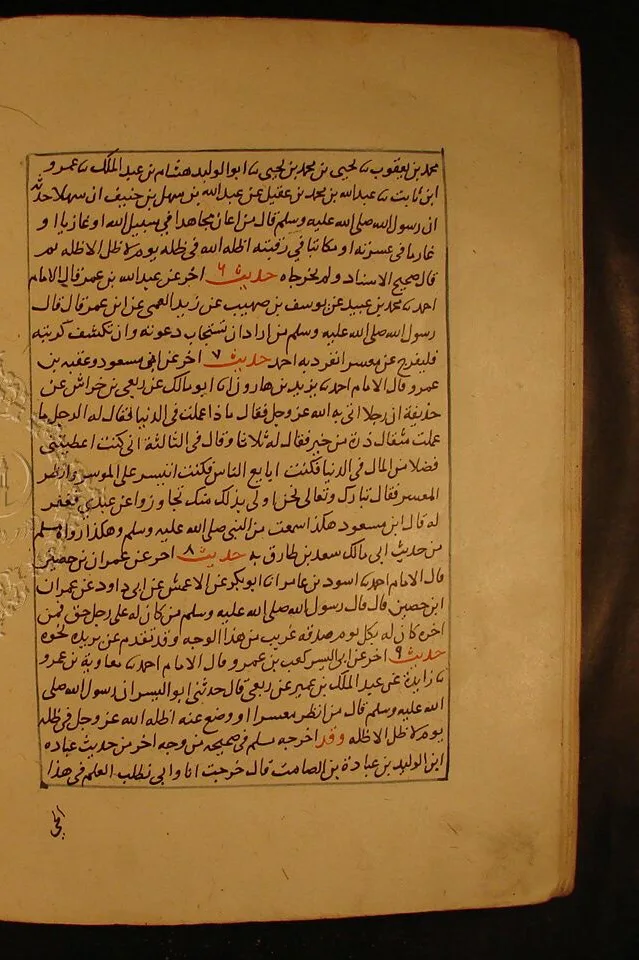 محمد بن يعقوب ثنا يحيى بن محمد بن يحيى ثنا ابو الوليد هشام بن عبد الملك ثنا عمرو
ابن ثابت ثنا عبد الله بن محمد بن عقيل عن عبد الله بن سهل بن حنيف ان سهلا حدثه
ان رسول الله صلى الله عليه وسلم قال من اعان مجاهدا في سبيل الله او غازيا او
غارما في عسرته او مكاتبا في رقبته اظله الله في ظله يوم لا ظل الا ظله ثم
قال صحيح الاسناد ولم يخرجاه حديث ٦ اخر عن عبد الله بن عمر قال الامام
احمد ثنا محمد بن عبيد عن يوسف بن صهيب عن زيد العمى عن ابن عمر قال قال
رسول الله صلى الله عليه وسلم من اراد ان تستجاب دعوته وان تكشف كربته
فليفرج عن معسر انفرد به احمد حديث ٧ اخر عن ابي مسعود وعقبه بن
عمرو قال الامام احمد ثنا يزيد بن هارون انا ابو مالك عن ربعي بن خراش عن
حذيفة ان رجلا اتى به الله عز وجل فقال ماذا عملت في الدنيا فقال له الرجل ما
عملت مثقال ذرة من خير فقال له ثلاثا وقال في الثالثة اني كنت اعطيتني
فضلا من المال في الدنيا فكنت ابايع الناس فكنت اتيسر على الموسر وانظر
المعسر فقال تبارك وتعالى نحن اولى بذلك منك تجاوزوا عن عبدي فغفر
له قال ابن مسعود هكذا سمعت من النبي صلى الله عليه وسلم وهكذا رواه مسلم
من حديث ابي مالك سعد بن طارق به حديث ٨ اخر عن عمران بن حصين
قال الامام احمد ثنا اسود بن عامر انا ابو بكر عن الاعمش عن ابي داود عن عمران
ابن حصين قال قال رسول الله صلى الله عليه وسلم من كان له على رجل حق فمن
اخره كان له بكل يوم صدقه غريب من هذا الوجه وقد تقدم عن بريده نحوه
حديث ٩ اخر عن ابي اليسر كعب بن عمرو قال الامام احمد ثنا معاوية بن عمرو
ثنا زايدة عن عبد الملك بن عمير عن ربعي قال حدثني ابو اليسر ان رسول الله صلى
الله عليه وسلم قال من انظر معسرا او وضع عنه اظله الله عز وجل في ظله
يوم لا ظل الا ظله وقد اخرجه مسلم في صحيحه من وجه اخر من حديث عباده
ابن الوليد بن عبادة بن الصامت قال خرجت انا وابي نطلب العلم في هذا